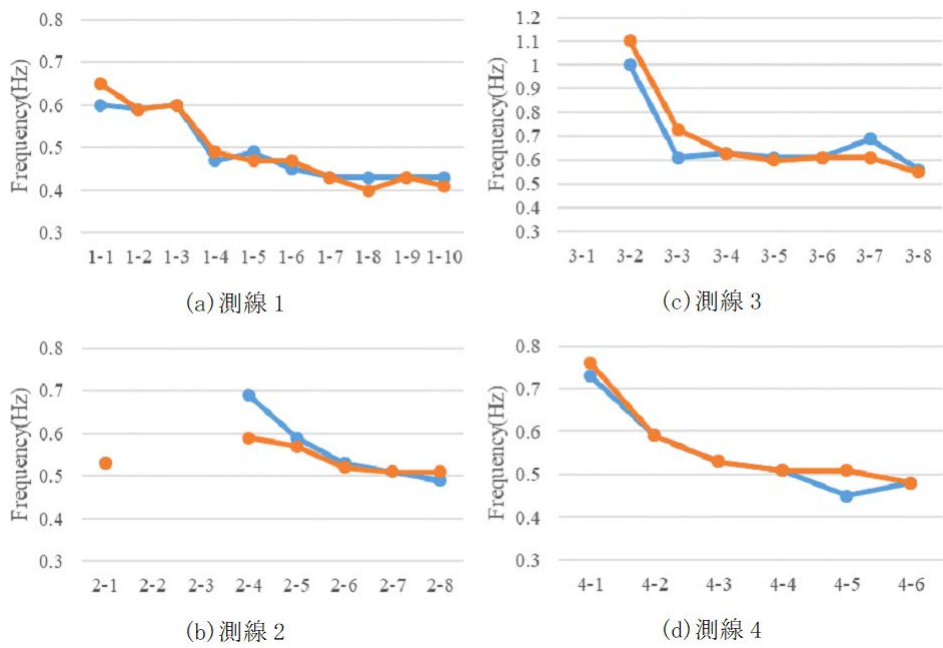 0.8
0.7
0.6
0.5
0.4
0.3
Frequency(Hz)
1-1 1-2 1-3 1-4 1-5 1-6 1-7 1-8 1-9 1-10
(a)測線1
1.2
1.1
1
0.9
0.8
0.7
0.6
0.5
0.4
0.3
Frequency(Hz)
3-1 3-2 3-3 3-4 3-5 3-6 3-7 3-8
(c)測線3
0.8
0.7
0.6
0.5
0.4
0.3
Frequency(Hz)
2-1 2-2 2-3 2-4 2-5 2-6 2-7 2-8
(b)測線2
0.8
0.7
0.6
0.5
0.4
0.3
Frequency(Hz)
4-1 4-2 4-3 4-4 4-5 4-6
(d)測線4